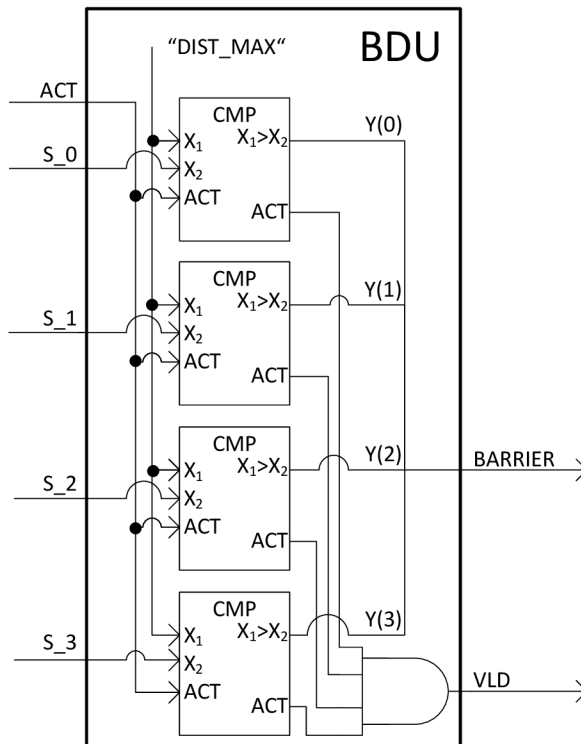 "DIST_MAX"
BDU
ACT
CMP
X₁ X₁>X₂ Y(0)
S_0
X₂
ACT
ACT
CMP
X₁ X₁>X₂ Y(1)
S_1
X₂
ACT
ACT
CMP
X₁ X₁>X₂ Y(2) BARRIER
S_2
X₂
ACT
ACT
CMP
X₁ X₁>X₂ Y(3)
S_3
X₂
ACT
ACT
VLD